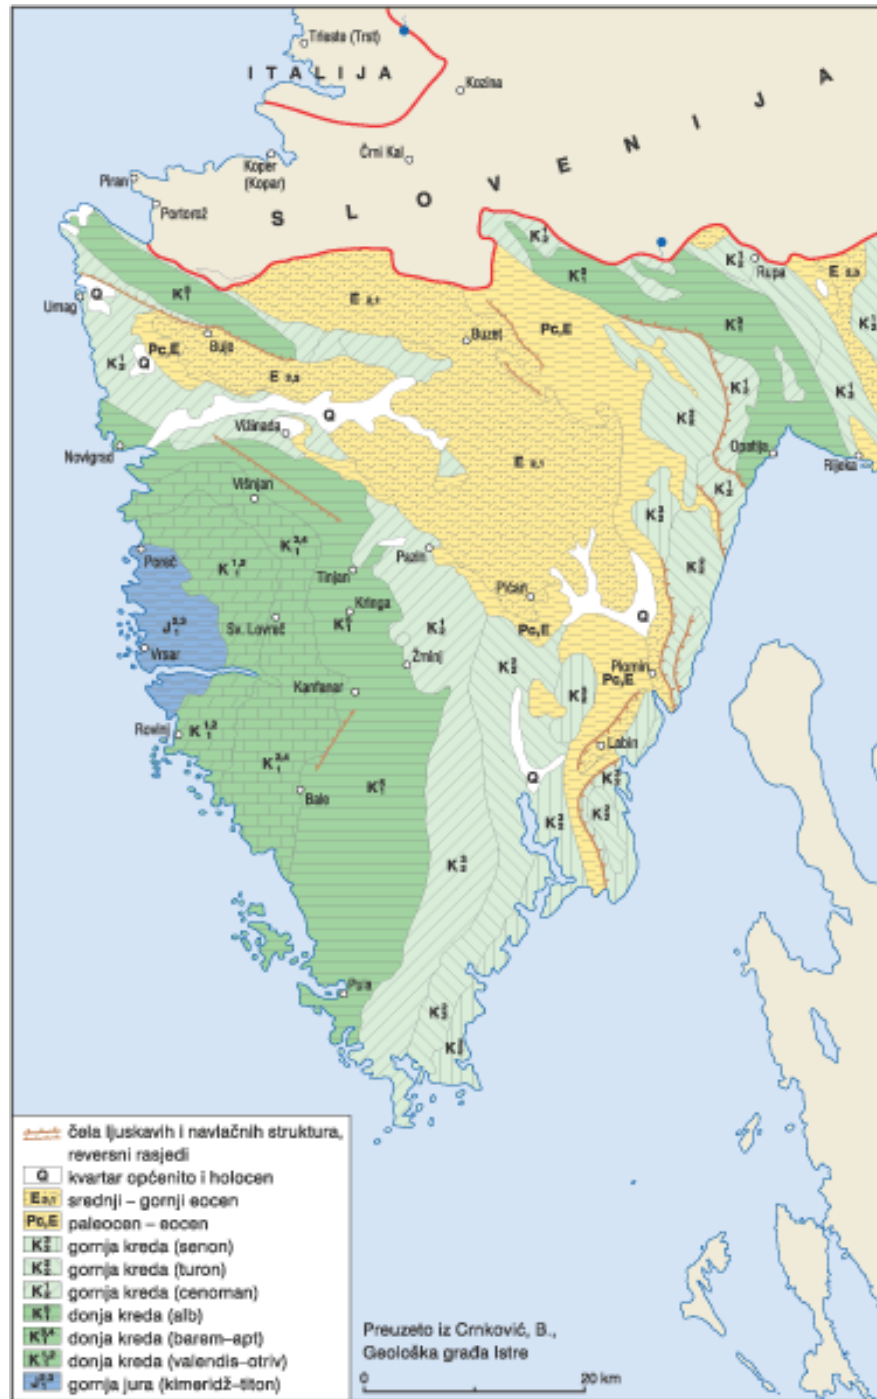 Trieste (Trst)
ITALIJA
Kozina
SLOVENIJA
Koper
(Kopar)
Črni Kal
Piran
Portorož
Rupa
Umag
Buje
Buzet
Vižinada
Novigrad
Opatija
Rijeka
Višnjan
Poreč
Pazin
Tinjan
Pićan
Kringa
Sv. Lovreč
Vrsar
Žminj
Plomin
Kanfanar
Rovinj
Labin
Bale
Pula
Q
Pc,E
čela ljuskavih i navlačnih struktura,
reversni rasjedi
Q kvartar općenito i holocen
srednji – gornji eocen
Pc,E paleocen – eocen
gornja kreda (senon)
gornja kreda (turon)
gornja kreda (cenoman)
donja kreda (alb)
donja kreda (barem–apt)
donja kreda (valendis–otriv)
gornja jura (kimeridž–titon)
Preuzeto iz Crnković, B.,
Geološka građa Istre
0 20 km